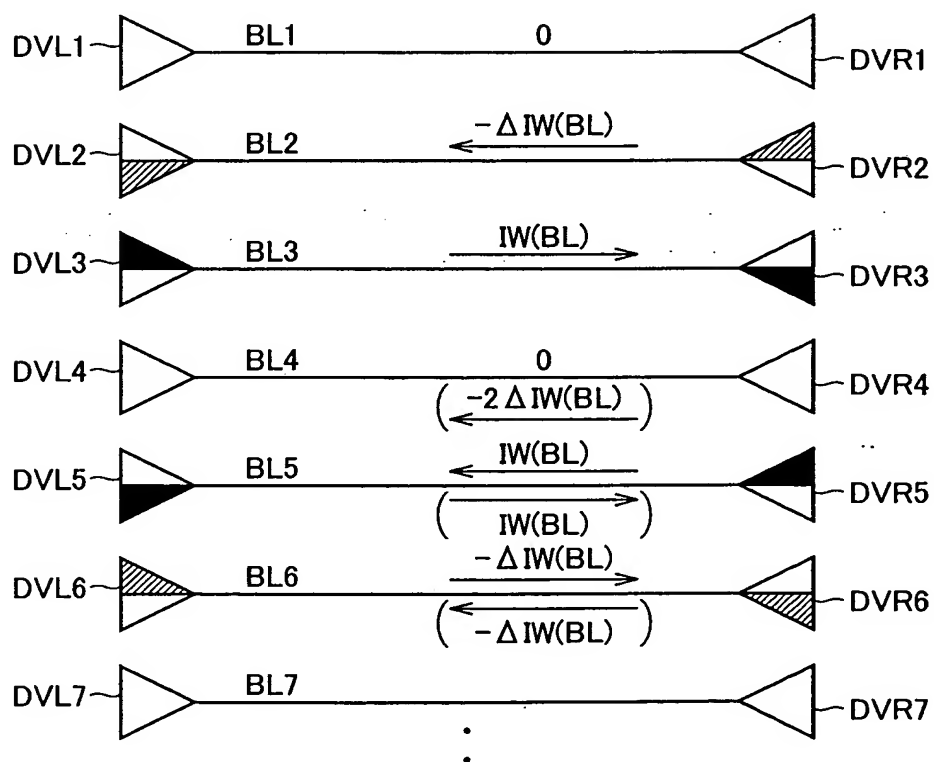 DVL1 BL1 0 DVR1
-ΔIW(BL)
DVL2 BL2 DVR2
IW(BL)
DVL3 BL3 DVR3
DVL4 BL4 0 DVR4
(-2ΔIW(BL))
IW(BL)
DVL5 BL5 DVR5
(IW(BL))
-ΔIW(BL)
DVL6 BL6 DVR6
(-ΔIW(BL))
DVL7 BL7 DVR7